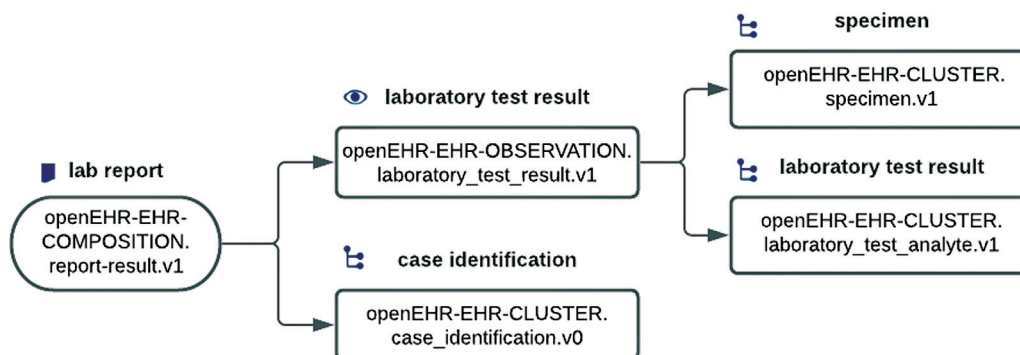 lab report
openEHR-EHR-
COMPOSITION.
report-result.v1
laboratory test result
openEHR-EHR-OBSERVATION.
laboratory_test_result.v1
case identification
openEHR-EHR-CLUSTER.
case_identification.v0
specimen
openEHR-EHR-CLUSTER.
specimen.v1
laboratory test result
openEHR-EHR-CLUSTER.
laboratory_test_analyte.v1